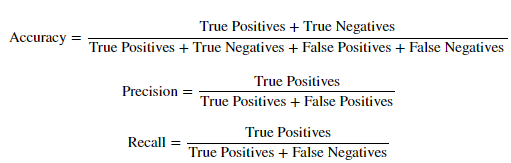 Accuracy = True Positives + True Negatives / True Positives + True Negatives + False Positives + False Negatives
Precision = True Positives / True Positives + False Positives
Recall = True Positives / True Positives + False Negatives